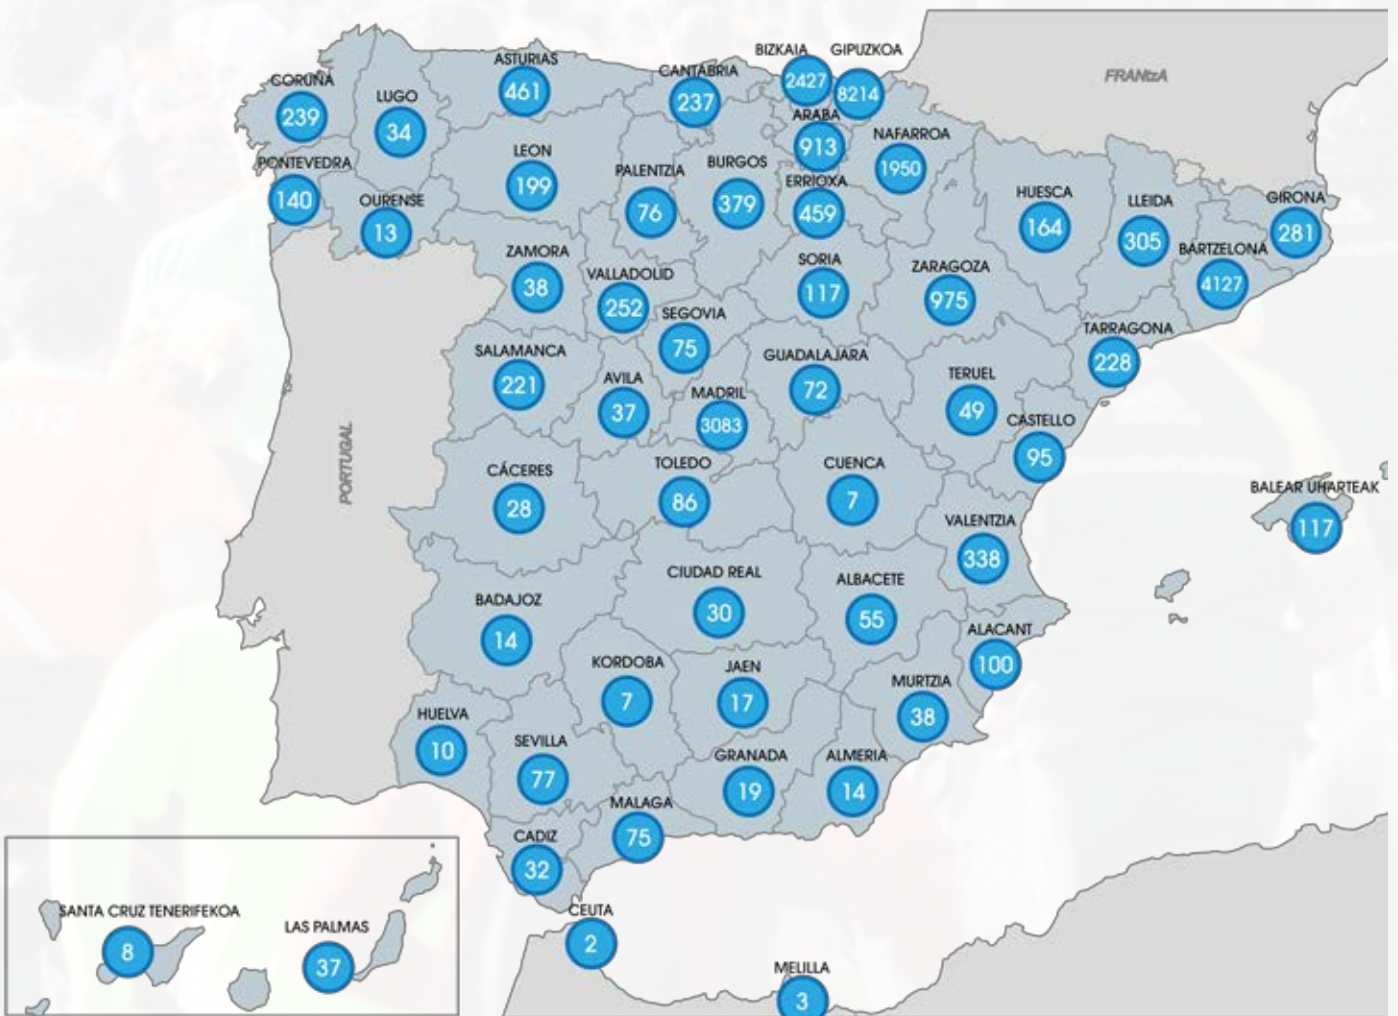 BIZKAIA
2427
GIPUZKOA
8214
FRANtzA
ASTURIAS
461
CANTABRIA
237
CORUÑA
239
LUGO
34
ARABA
913
NAFARROA
1950
PONTEVEDRA
140
OURENSE
13
LEON
199
PALENTZIA
76
BURGOS
379
ERRIOXA
459
HUESCA
164
LLEIDA
305
GIRONA
281
BARTZELONA
4127
ZAMORA
38
VALLADOLID
252
SEGOVIA
75
SORIA
117
ZARAGOZA
975
TARRAGONA
228
SALAMANCA
221
AVILA
37
MADRIL
3083
GUADALAJARA
72
TERUEL
49
CASTELLO
95
2013
PORTUGAL
CÁCERES
28
TOLEDO
86
CUENCA
7
VALENTZIA
338
BALEAR UHARTEAK
117
BADAJOZ
14
CIUDAD REAL
30
ALBACETE
55
ALACANT
100
KORDOBA
7
JAEN
17
MURTZIA
38
HUELVA
10
SEVILLA
77
GRANADA
19
ALMERIA
14
MALAGA
75
CADIZ
32
CEUTA
2
MELILLA
3
SANTA CRUZ TENERIFEKOA
8
LAS PALMAS
37